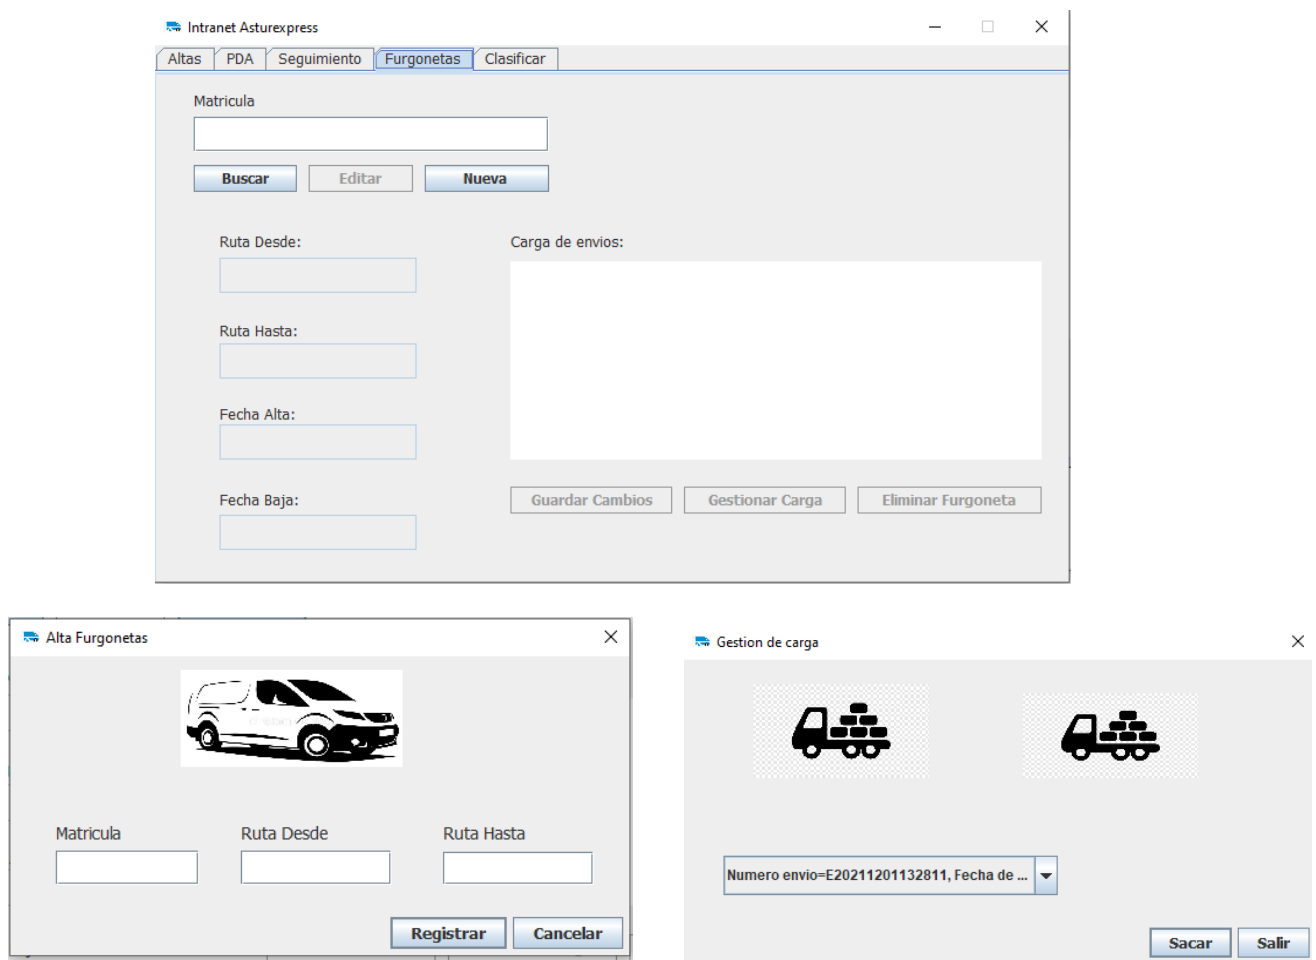 Intranet Asturexpress
Altas PDA Seguimiento Furgonetas Clasificar
Matricula
Buscar Editar Nueva
Ruta Desde:
Carga de envios:
Ruta Hasta:
Fecha Alta:
Fecha Baja:
Guardar Cambios Gestionar Carga Eliminar Furgoneta
Alta Furgonetas
Matricula Ruta Desde Ruta Hasta
Registrar Cancelar
Gestion de carga
Numero envio=E20211201132811, Fecha de ...
Sacar Salir